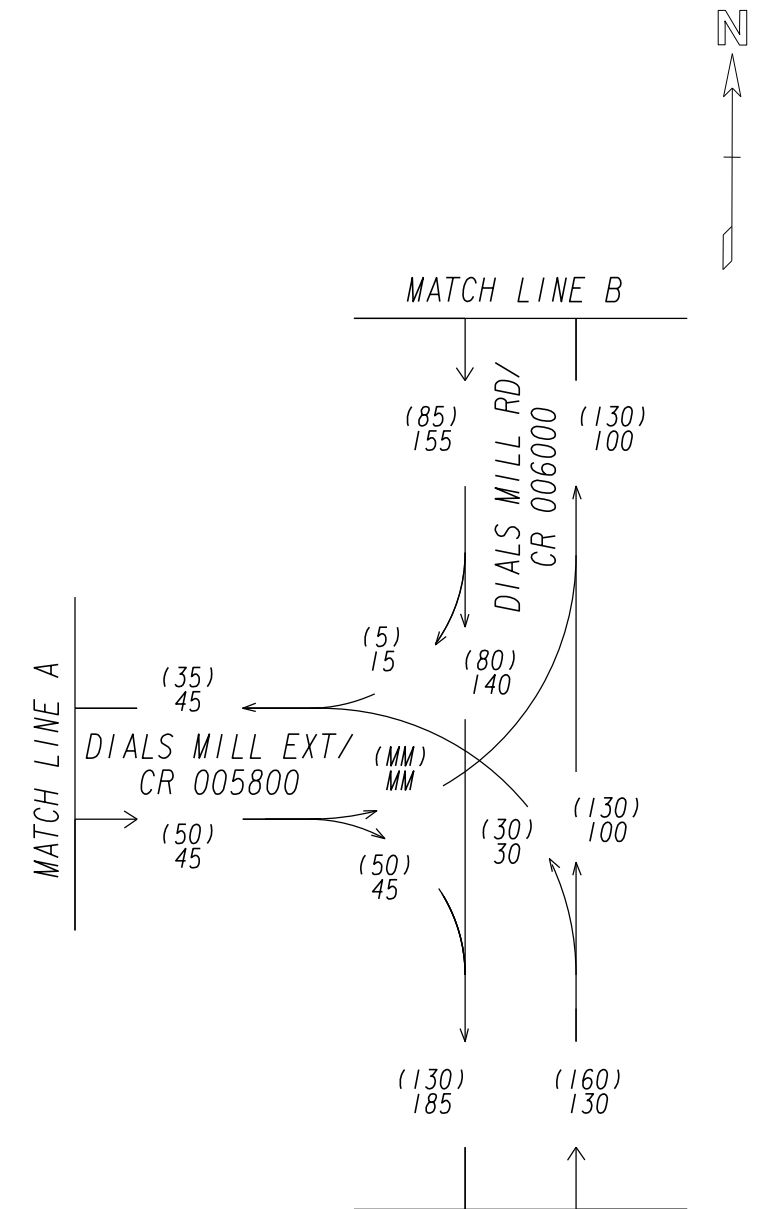 N
MATCH LINE B
(85)
155
DIALS MILL RD/
CR 006000
(130)
100
(5)
15
(80)
140
MATCH LINE A
(35)
45
DIALS MILL EXT/
CR 005800
(MM)
MM
(50)
45
(50)
45
(30)
30
(130)
100
(130)
185
(160)
130